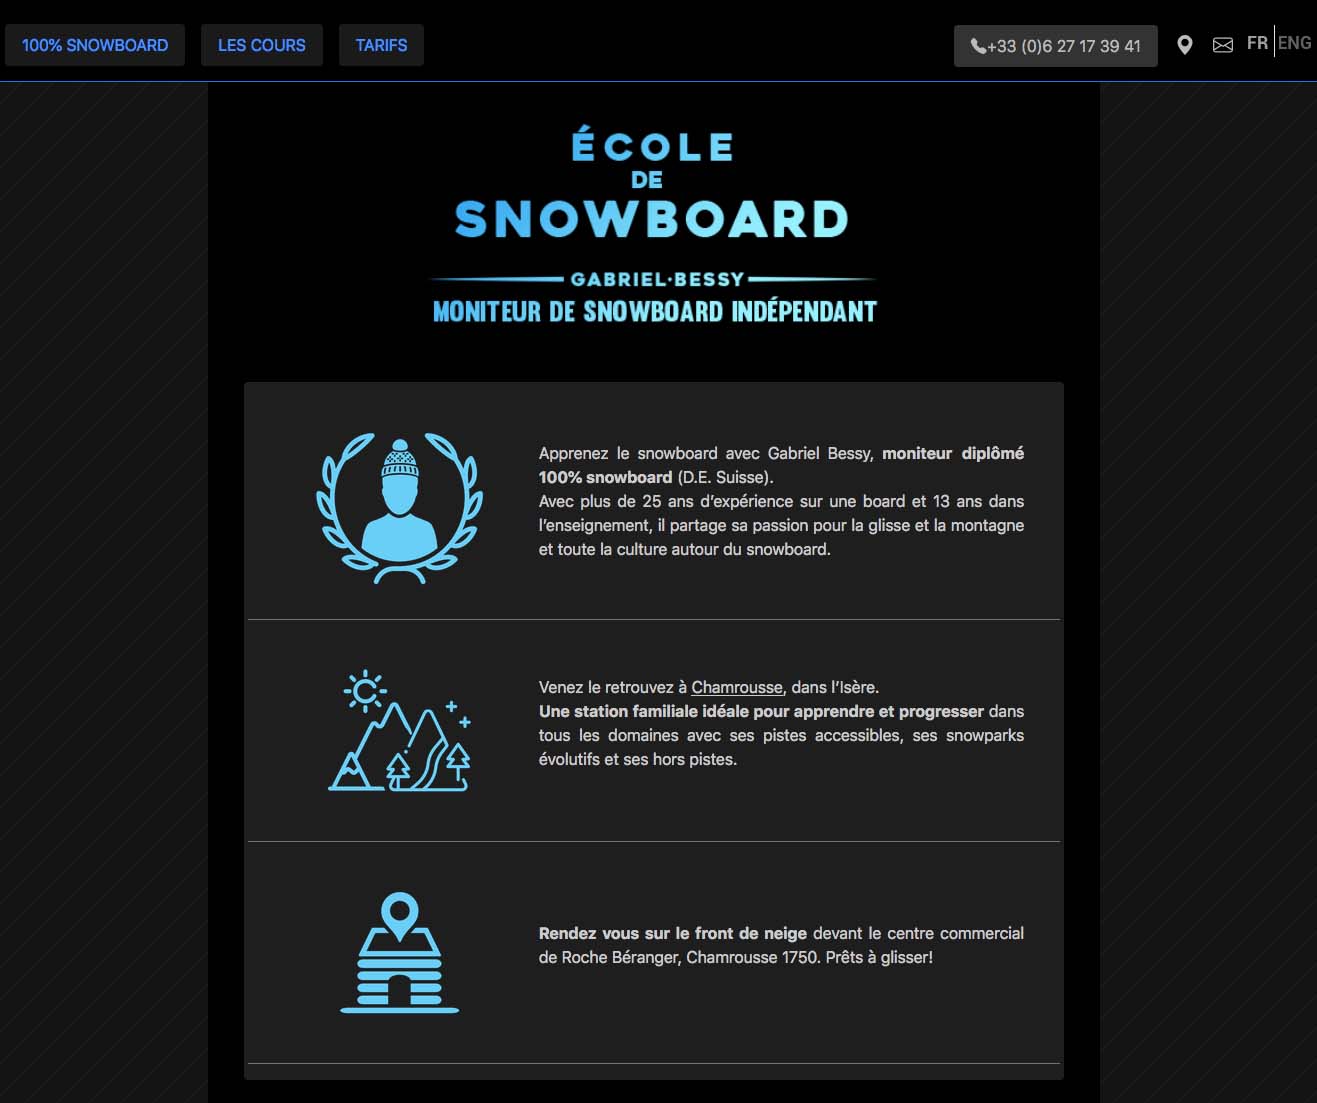 100% SNOWBOARD
LES COURS
TARIFS
+33 (0)6 27 17 39 41
FR
ENG
ÉCOLE
DE
SNOWBOARD
GABRIEL·BESSY
MONITEUR DE SNOWBOARD INDÉPENDANT
Apprenez le snowboard avec Gabriel Bessy, moniteur diplômé
100% snowboard (D.E. Suisse).
Avec plus de 25 ans d'expérience sur une board et 13 ans dans
l'enseignement, il partage sa passion pour la glisse et la montagne
et toute la culture autour du snowboard.
Venez le retrouvez à Chamrousse, dans l'Isère.
Une station familiale idéale pour apprendre et progresser dans
tous les domaines avec ses pistes accessibles, ses snowparks
évolutifs et ses hors pistes.
Rendez vous sur le front de neige devant le centre commercial
de Roche Béranger, Chamrousse 1750. Prêts à glisser!